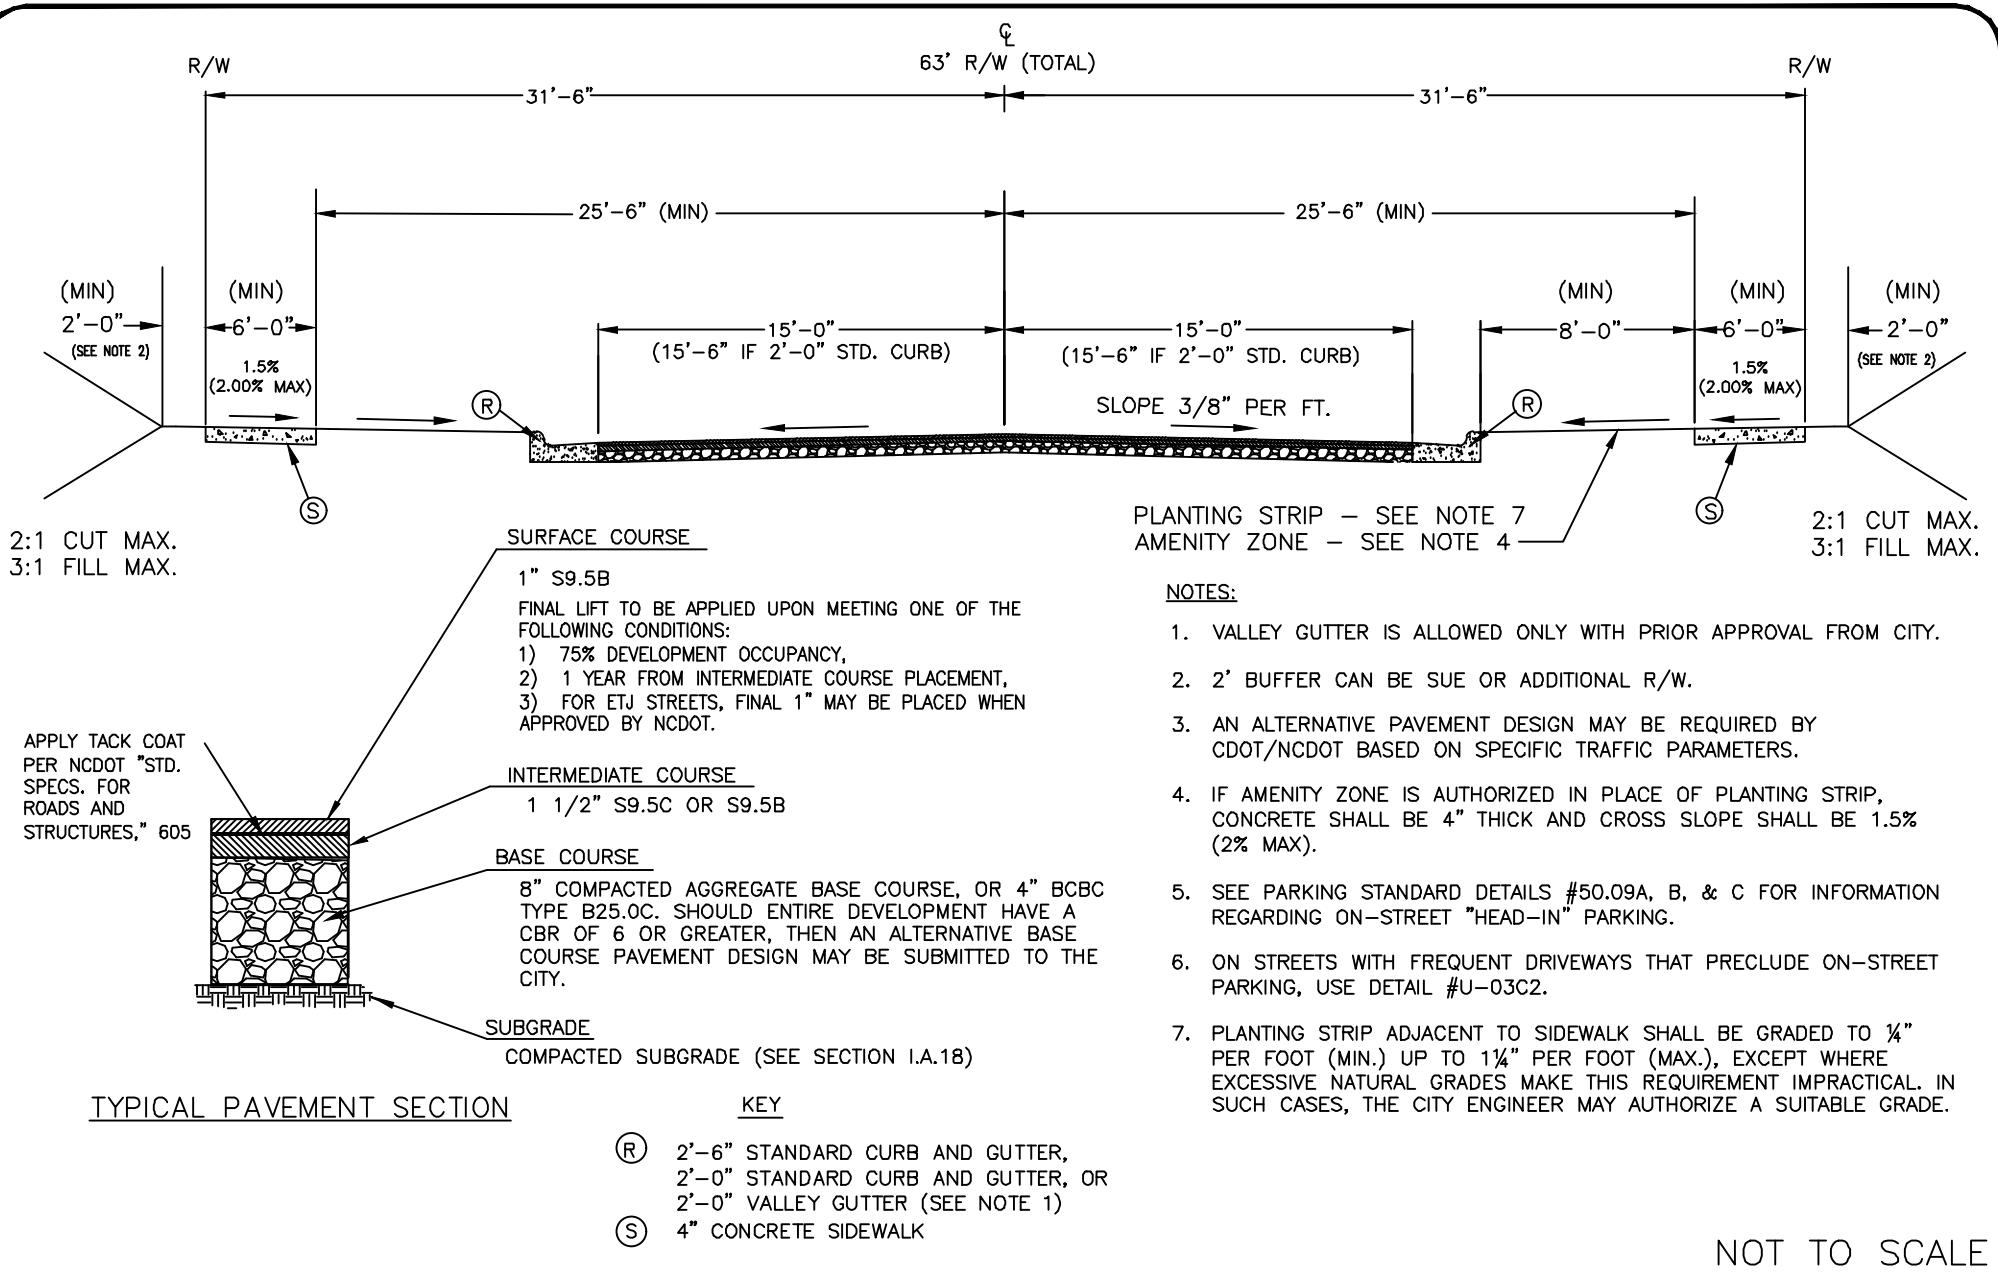 ℄
63' R/W (TOTAL)
R/W
R/W
31'-6"
31'-6"
25'-6" (MIN)
25'-6" (MIN)
(MIN)
2'-0"
(SEE NOTE 2)
(MIN)
6'-0"
1.5%
(2.00% MAX)
15'-0"
(15'-6" IF 2'-0" STD. CURB)
15'-0"
(15'-6" IF 2'-0" STD. CURB)
SLOPE 3/8" PER FT.
(MIN)
8'-0"
(MIN)
6'-0"
1.5%
(2.00% MAX)
(MIN)
2'-0"
(SEE NOTE 2)
R
R
S
S
2:1 CUT MAX.
3:1 FILL MAX.
2:1 CUT MAX.
3:1 FILL MAX.
PLANTING STRIP – SEE NOTE 7
AMENITY ZONE – SEE NOTE 4
SURFACE COURSE
1" S9.5B
FINAL LIFT TO BE APPLIED UPON MEETING ONE OF THE
FOLLOWING CONDITIONS:
1) 75% DEVELOPMENT OCCUPANCY,
2) 1 YEAR FROM INTERMEDIATE COURSE PLACEMENT,
3) FOR ETJ STREETS, FINAL 1" MAY BE PLACED WHEN
APPROVED BY NCDOT.
APPLY TACK COAT
PER NCDOT "STD.
SPECS. FOR
ROADS AND
STRUCTURES," 605
INTERMEDIATE COURSE
1 1/2" S9.5C OR S9.5B
BASE COURSE
8" COMPACTED AGGREGATE BASE COURSE, OR 4" BCBC
TYPE B25.0C. SHOULD ENTIRE DEVELOPMENT HAVE A
CBR OF 6 OR GREATER, THEN AN ALTERNATIVE BASE
COURSE PAVEMENT DESIGN MAY BE SUBMITTED TO THE
CITY.
SUBGRADE
COMPACTED SUBGRADE (SEE SECTION I.A.18)
TYPICAL PAVEMENT SECTION
KEY
R 2'-6" STANDARD CURB AND GUTTER,
2'-0" STANDARD CURB AND GUTTER, OR
2'-0" VALLEY GUTTER (SEE NOTE 1)
S 4" CONCRETE SIDEWALK
NOTES:
1. VALLEY GUTTER IS ALLOWED ONLY WITH PRIOR APPROVAL FROM CITY.
2. 2' BUFFER CAN BE SUE OR ADDITIONAL R/W.
3. AN ALTERNATIVE PAVEMENT DESIGN MAY BE REQUIRED BY
CDOT/NCDOT BASED ON SPECIFIC TRAFFIC PARAMETERS.
4. IF AMENITY ZONE IS AUTHORIZED IN PLACE OF PLANTING STRIP,
CONCRETE SHALL BE 4" THICK AND CROSS SLOPE SHALL BE 1.5%
(2% MAX).
5. SEE PARKING STANDARD DETAILS #50.09A, B, & C FOR INFORMATION
REGARDING ON-STREET "HEAD-IN" PARKING.
6. ON STREETS WITH FREQUENT DRIVEWAYS THAT PRECLUDE ON-STREET
PARKING, USE DETAIL #U-03C2.
7. PLANTING STRIP ADJACENT TO SIDEWALK SHALL BE GRADED TO ¼"
PER FOOT (MIN.) UP TO 1¼" PER FOOT (MAX.), EXCEPT WHERE
EXCESSIVE NATURAL GRADES MAKE THIS REQUIREMENT IMPRACTICAL. IN
SUCH CASES, THE CITY ENGINEER MAY AUTHORIZE A SUITABLE GRADE.
NOT TO SCALE